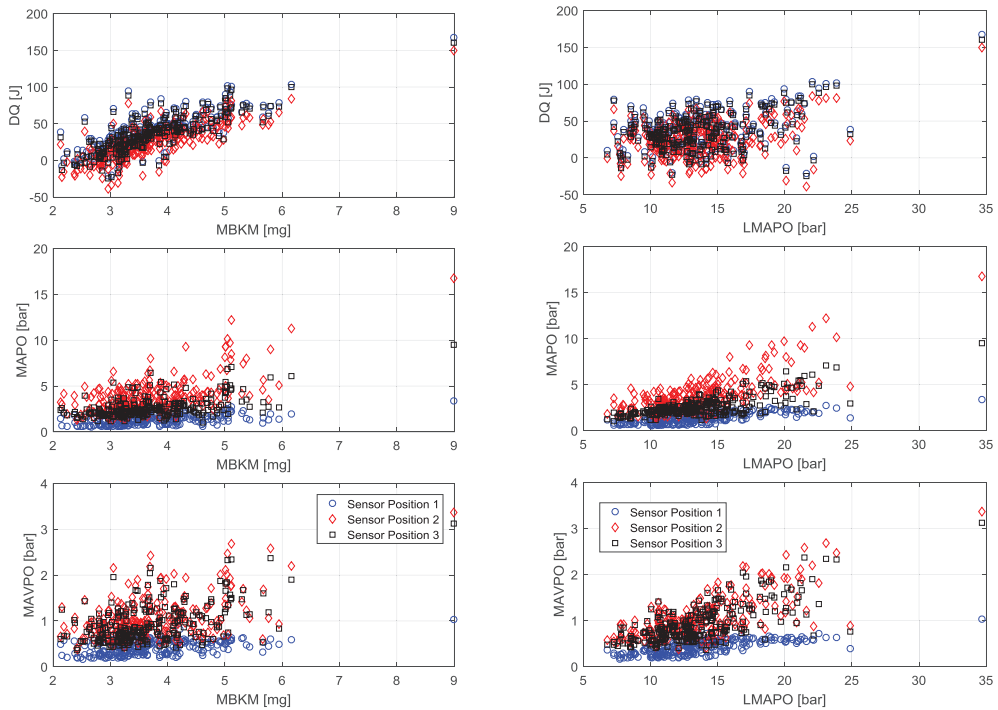 200
150
100
50
0
-50
DQ [J]
2 3 4 5 6 7 8 9
MBKM [mg]
200
150
100
50
0
-50
DQ [J]
5 10 15 20 25 30 35
LMAPO [bar]
20
15
10
5
0
MAPO [bar]
2 3 4 5 6 7 8 9
MBKM [mg]
20
15
10
5
0
MAPO [bar]
5 10 15 20 25 30 35
LMAPO [bar]
4
3
2
1
0
MAVPO [bar]
Sensor Position 1
Sensor Position 2
Sensor Position 3
2 3 4 5 6 7 8 9
MBKM [mg]
4
3
2
1
0
MAVPO [bar]
Sensor Position 1
Sensor Position 2
Sensor Position 3
5 10 15 20 25 30 35
LMAPO [bar]